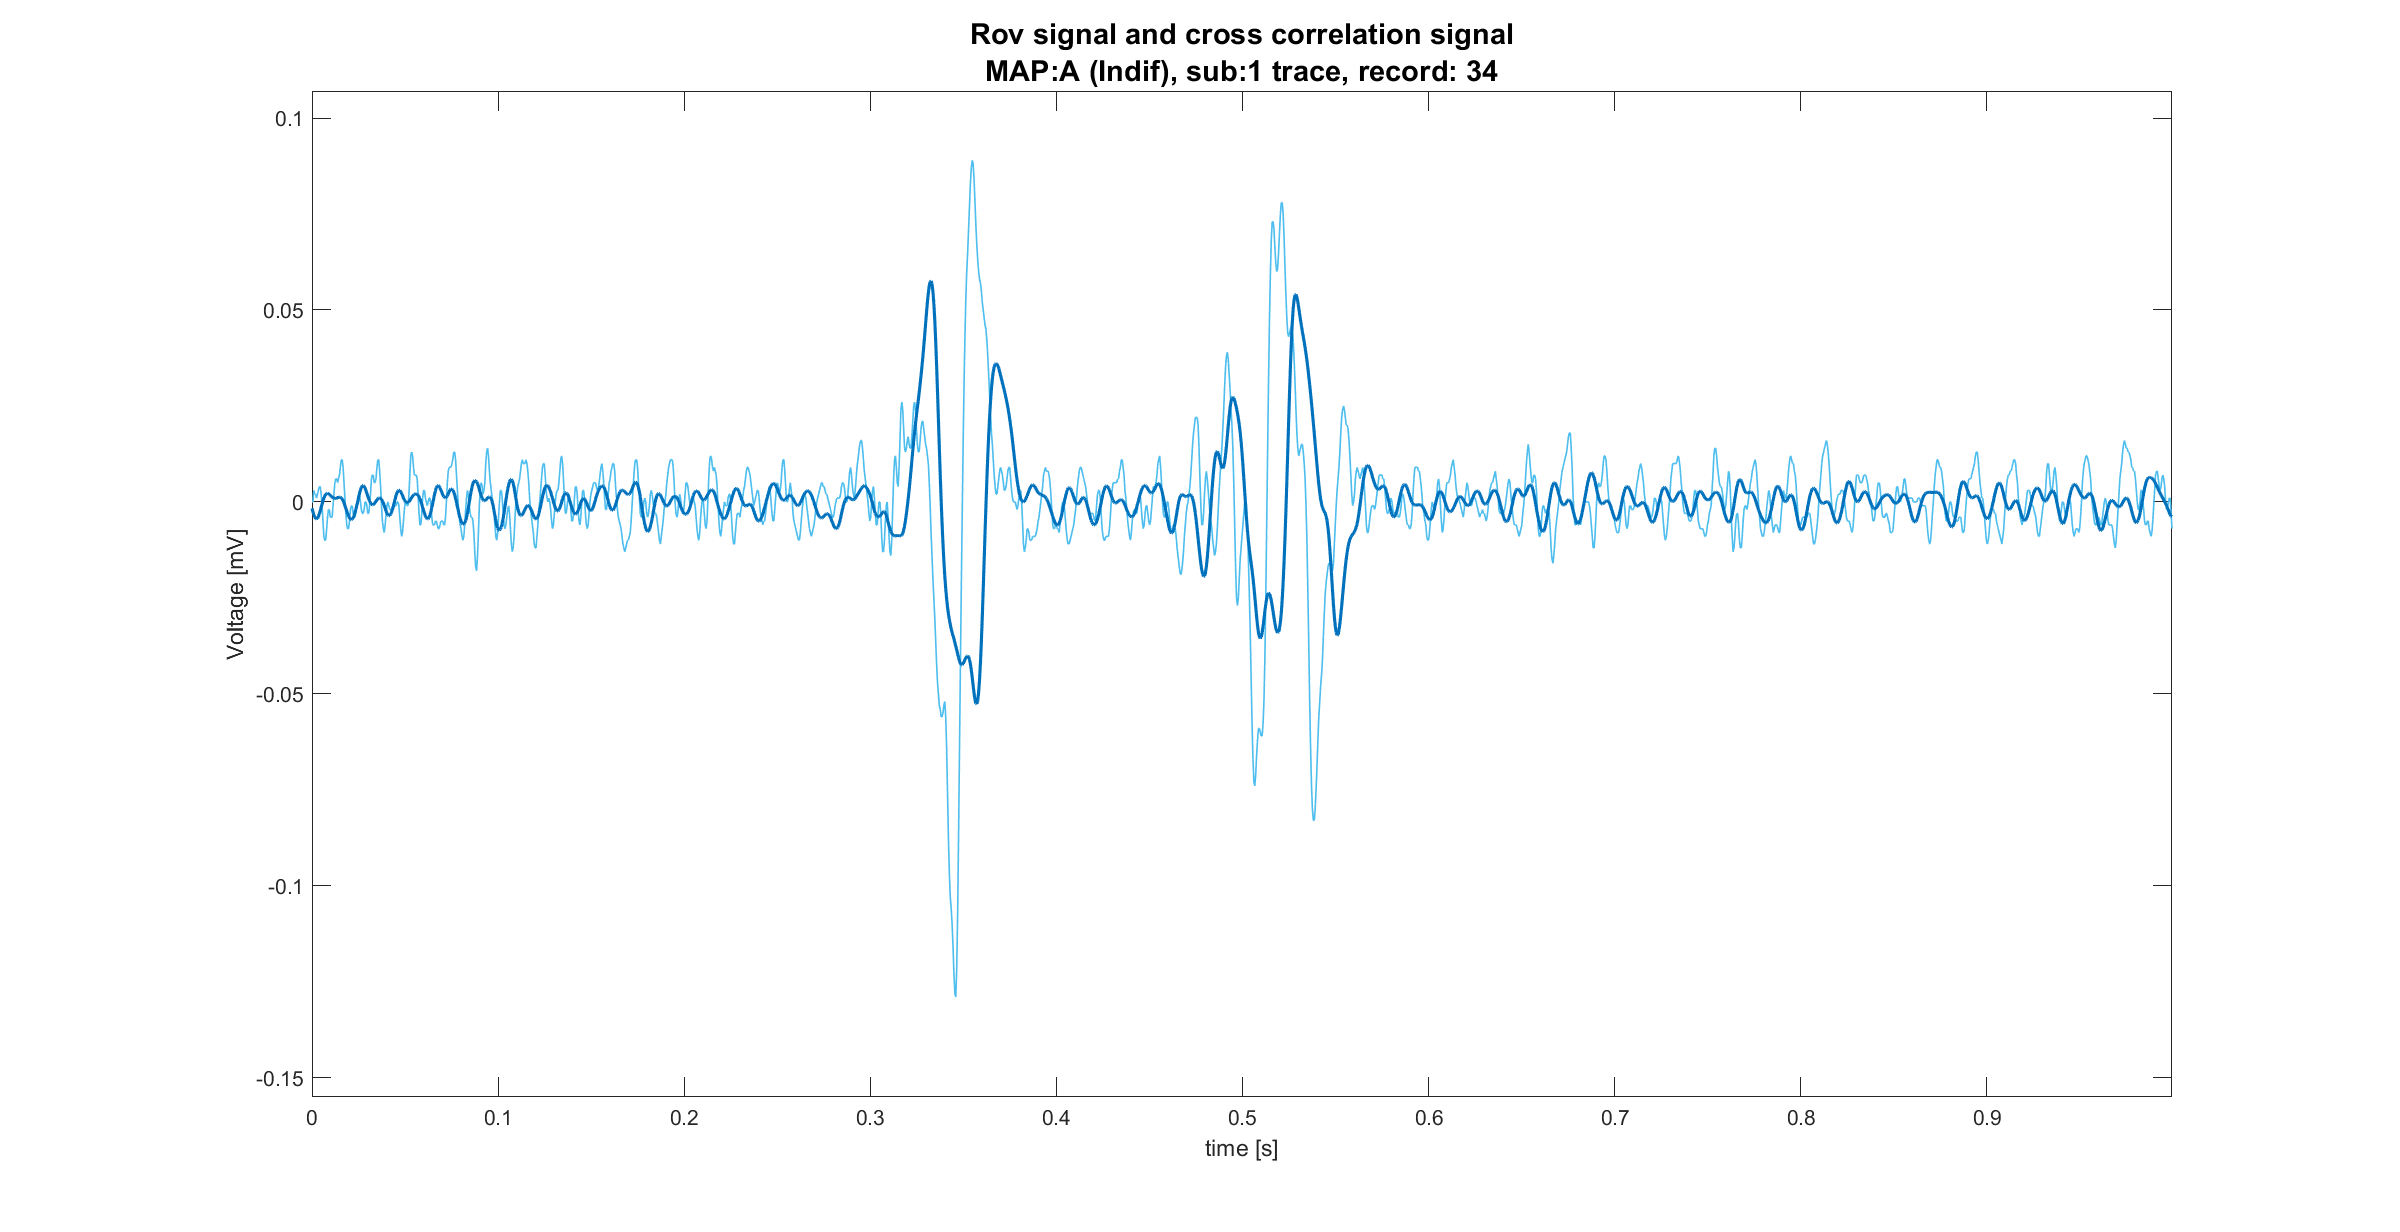 Rov signal and cross correlation signal
MAP:A (Indif), sub:1 trace, record: 34
0.1
0.05
0
-0.05
-0.1
-0.15
Voltage [mV]
0 0.1 0.2 0.3 0.4 0.5 0.6 0.7 0.8 0.9
time [s]